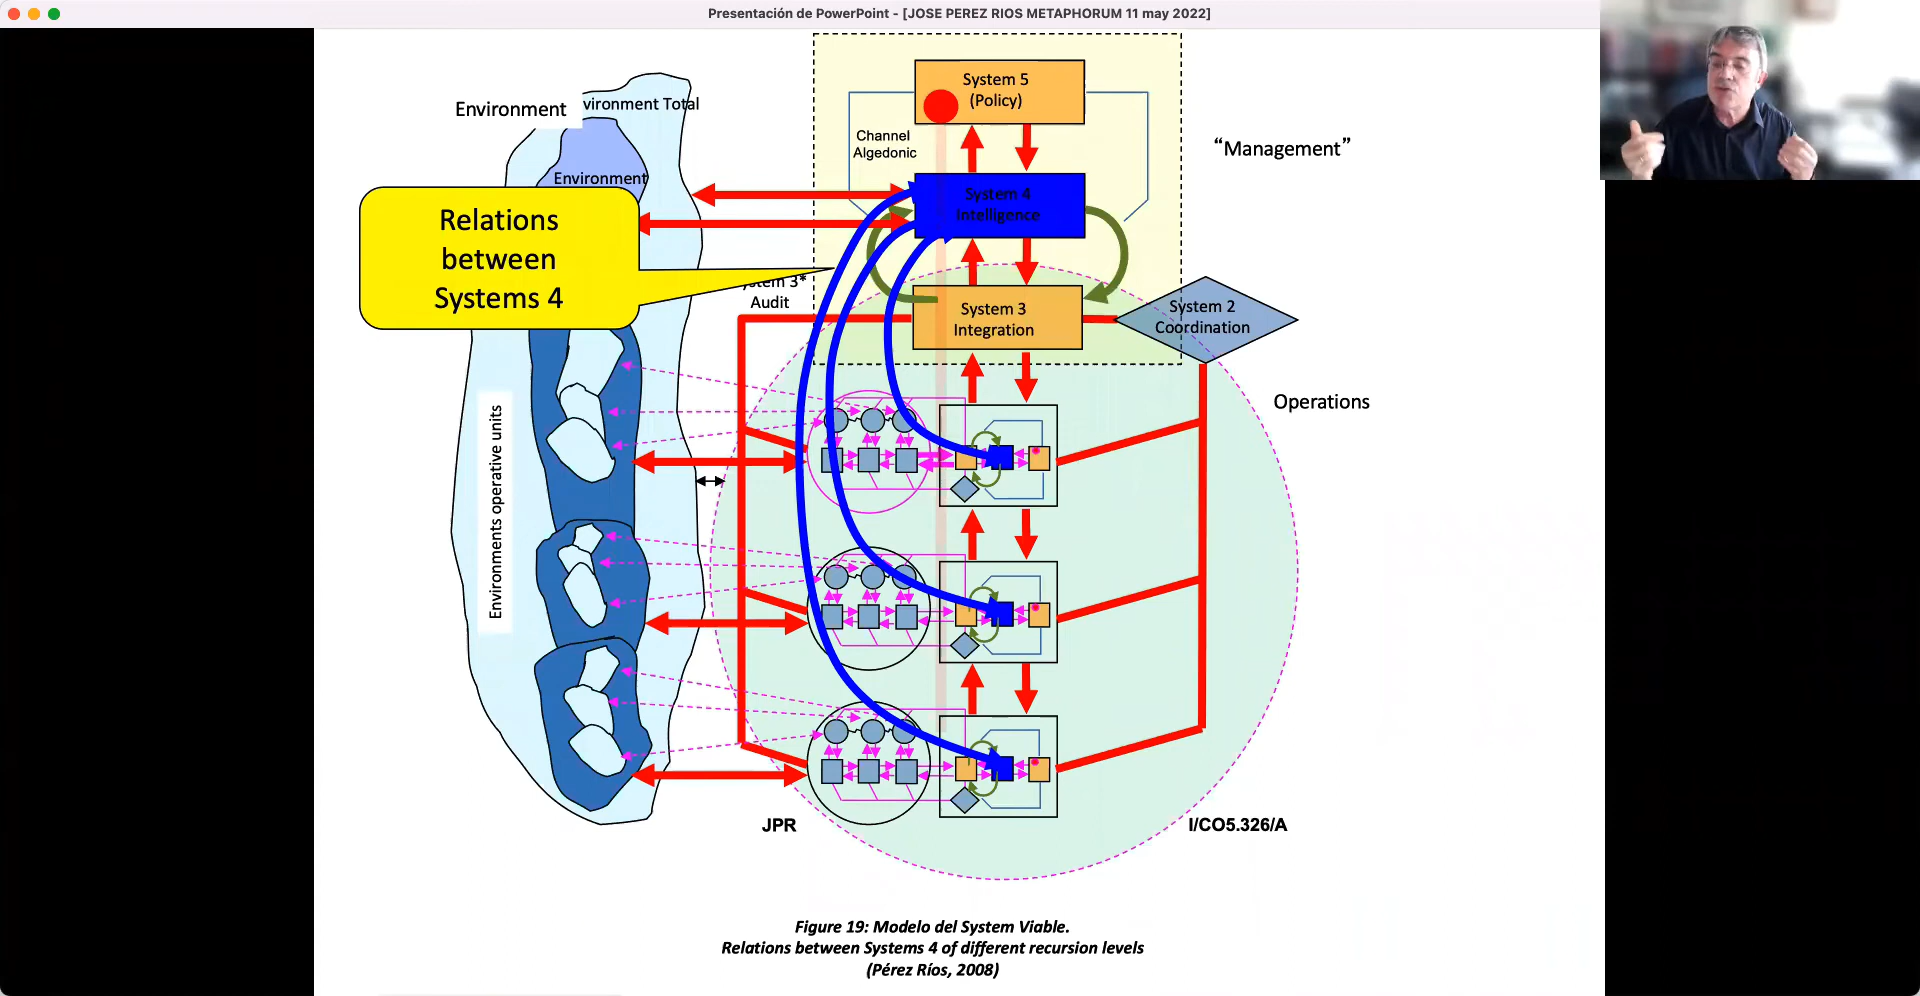 Presentación de PowerPoint - [JOSE PEREZ RIOS METAPHORUM 11 may 2022]
System 5
(Policy)
Environment
vironment Total
Channel
Algedonic
"Management"
Environment
System 4
Intelligence
Relations
between
Systems 4
stem 3*
Audit
System 3
Integration
System 2
Coordination
Operations
Environments operative units
JPR
I/CO5.326/A
Figure 19: Modelo del System Viable.
Relations between Systems 4 of different recursion levels
(Pérez Ríos, 2008)